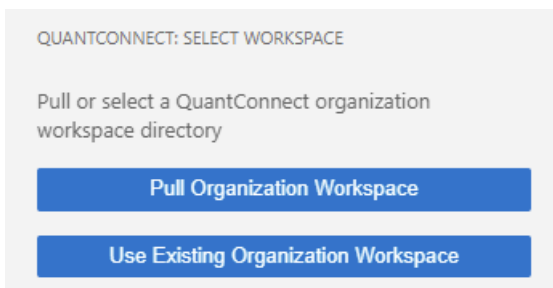 QUANTCONNECT: SELECT WORKSPACE
Pull or select a QuantConnect organization
workspace directory
Pull Organization Workspace
Use Existing Organization Workspace